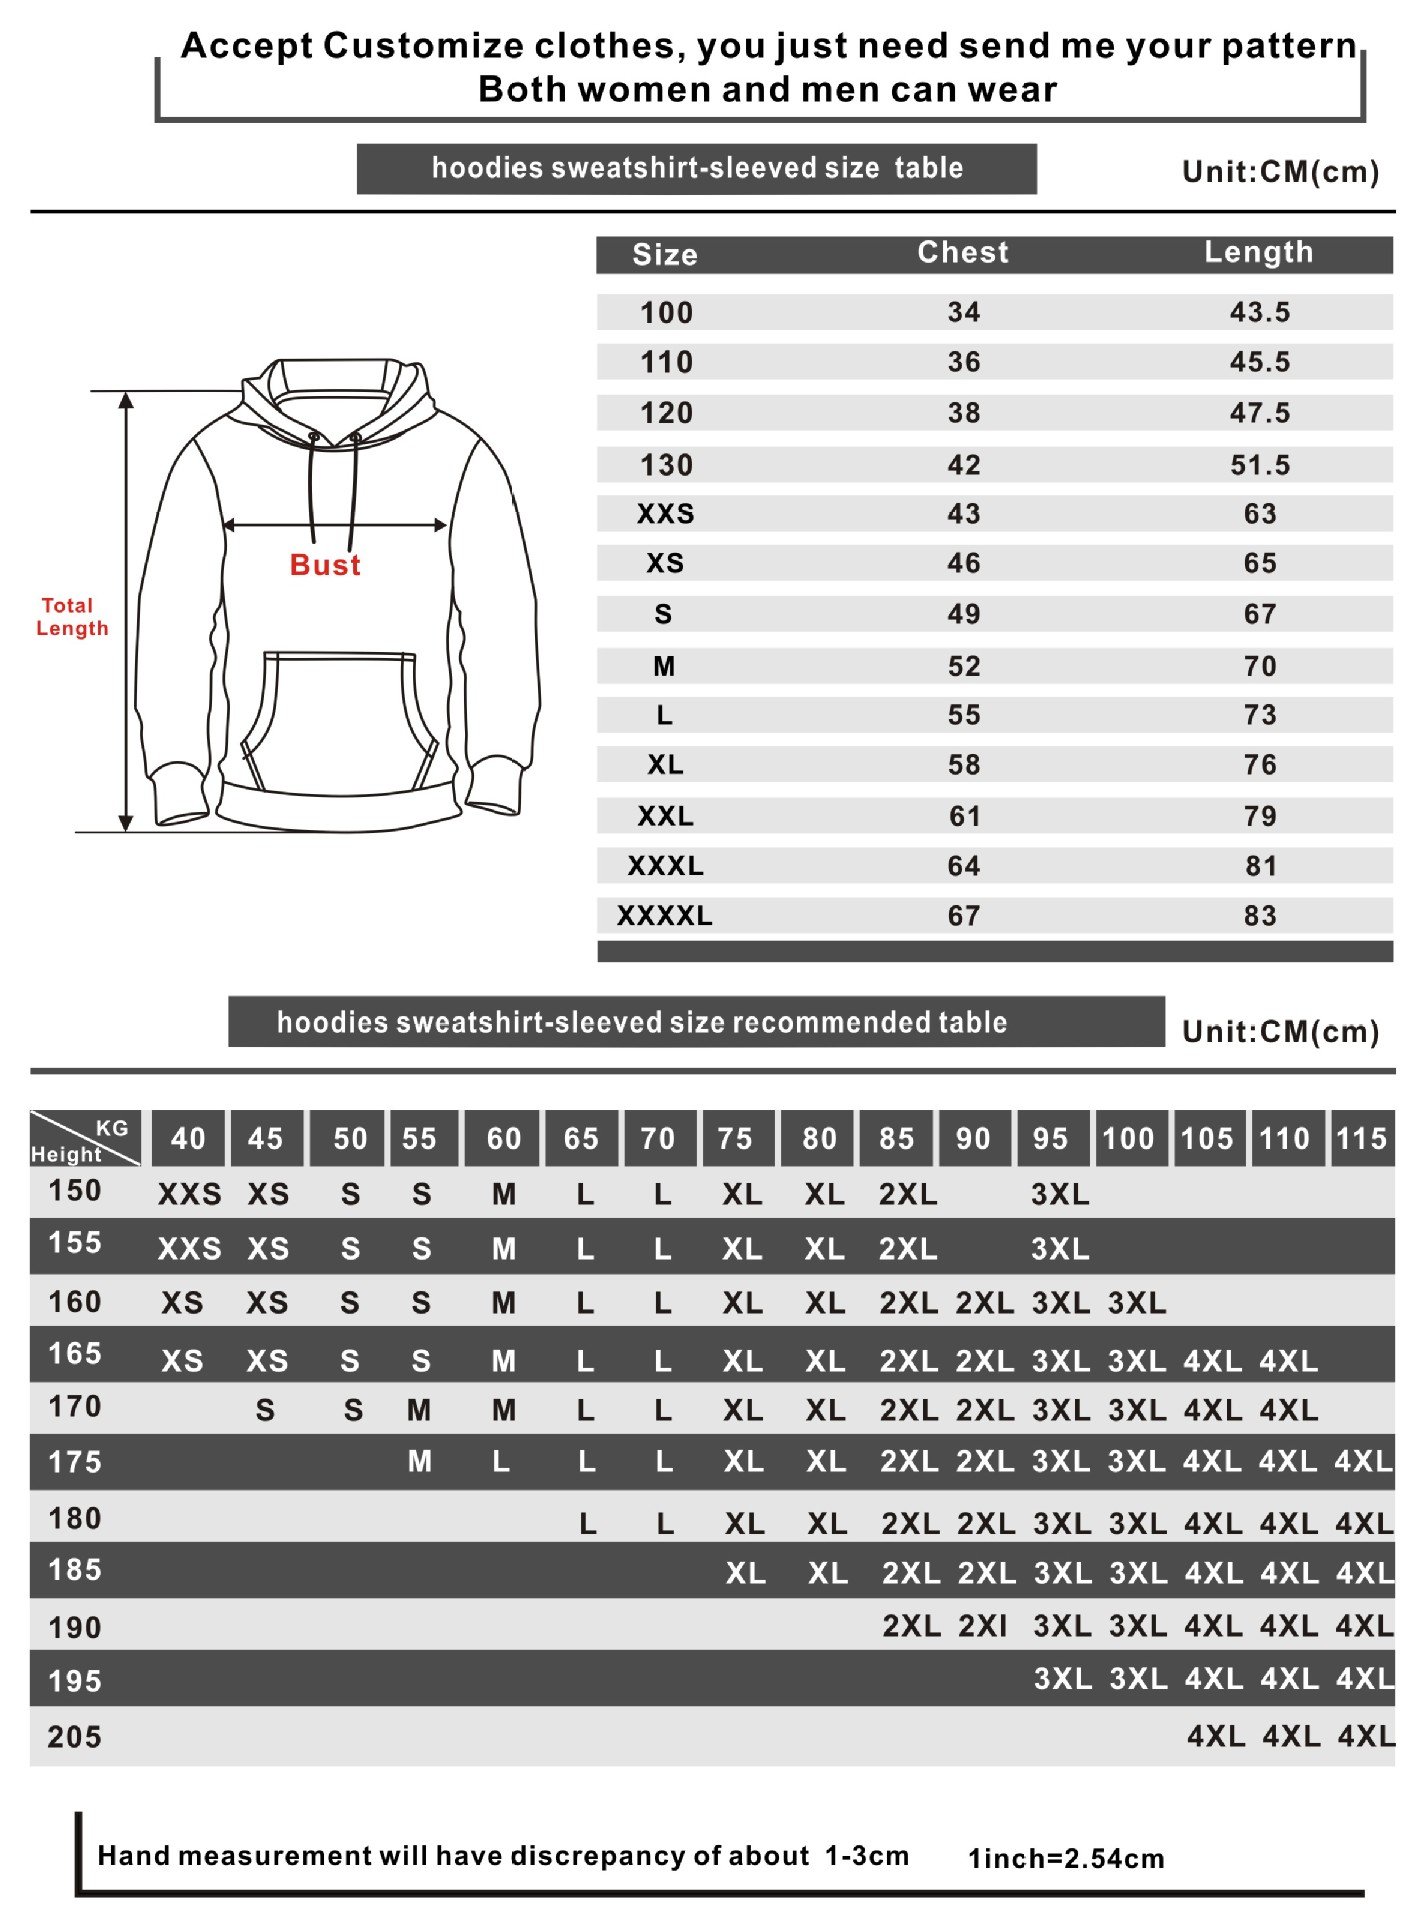 Accept Customize clothes, you just need send me your pattern
Both women and men can wear
hoodies sweatshirt-sleeved size table
Unit:CM(cm)
Size Chest Length
100 34 43.5
110 36 45.5
120 38 47.5
130 42 51.5
XXS 43 63
XS 46 65
S 49 67
M 52 70
L 55 73
XL 58 76
XXL 61 79
XXXL 64 81
XXXXL 67 83
Bust
Total
Length
hoodies sweatshirt-sleeved size recommended table
Unit:CM(cm)
KG 40 45 50 55 60 65 70 75 80 85 90 95 100 105 110 115
Height
150 XXS XS S S M L L XL XL 2XL 3XL
155 XXS XS S S M L L XL XL 2XL 3XL
160 XS XS S S M L L XL XL 2XL 2XL 3XL 3XL
165 XS XS S S M L L XL XL 2XL 2XL 3XL 3XL 4XL 4XL
170 S S M M L L XL XL 2XL 2XL 3XL 3XL 4XL 4XL
175 M L L L XL XL 2XL 2XL 3XL 3XL 4XL 4XL 4XL
180 L L XL XL 2XL 2XL 3XL 3XL 4XL 4XL 4XL
185 XL XL 2XL 2XL 3XL 3XL 4XL 4XL 4XL
190 2XL 2XI 3XL 3XL 4XL 4XL 4XL
195 3XL 3XL 4XL 4XL 4XL
205 4XL 4XL 4XL
Hand measurement will have discrepancy of about 1-3cm 1inch=2.54cm